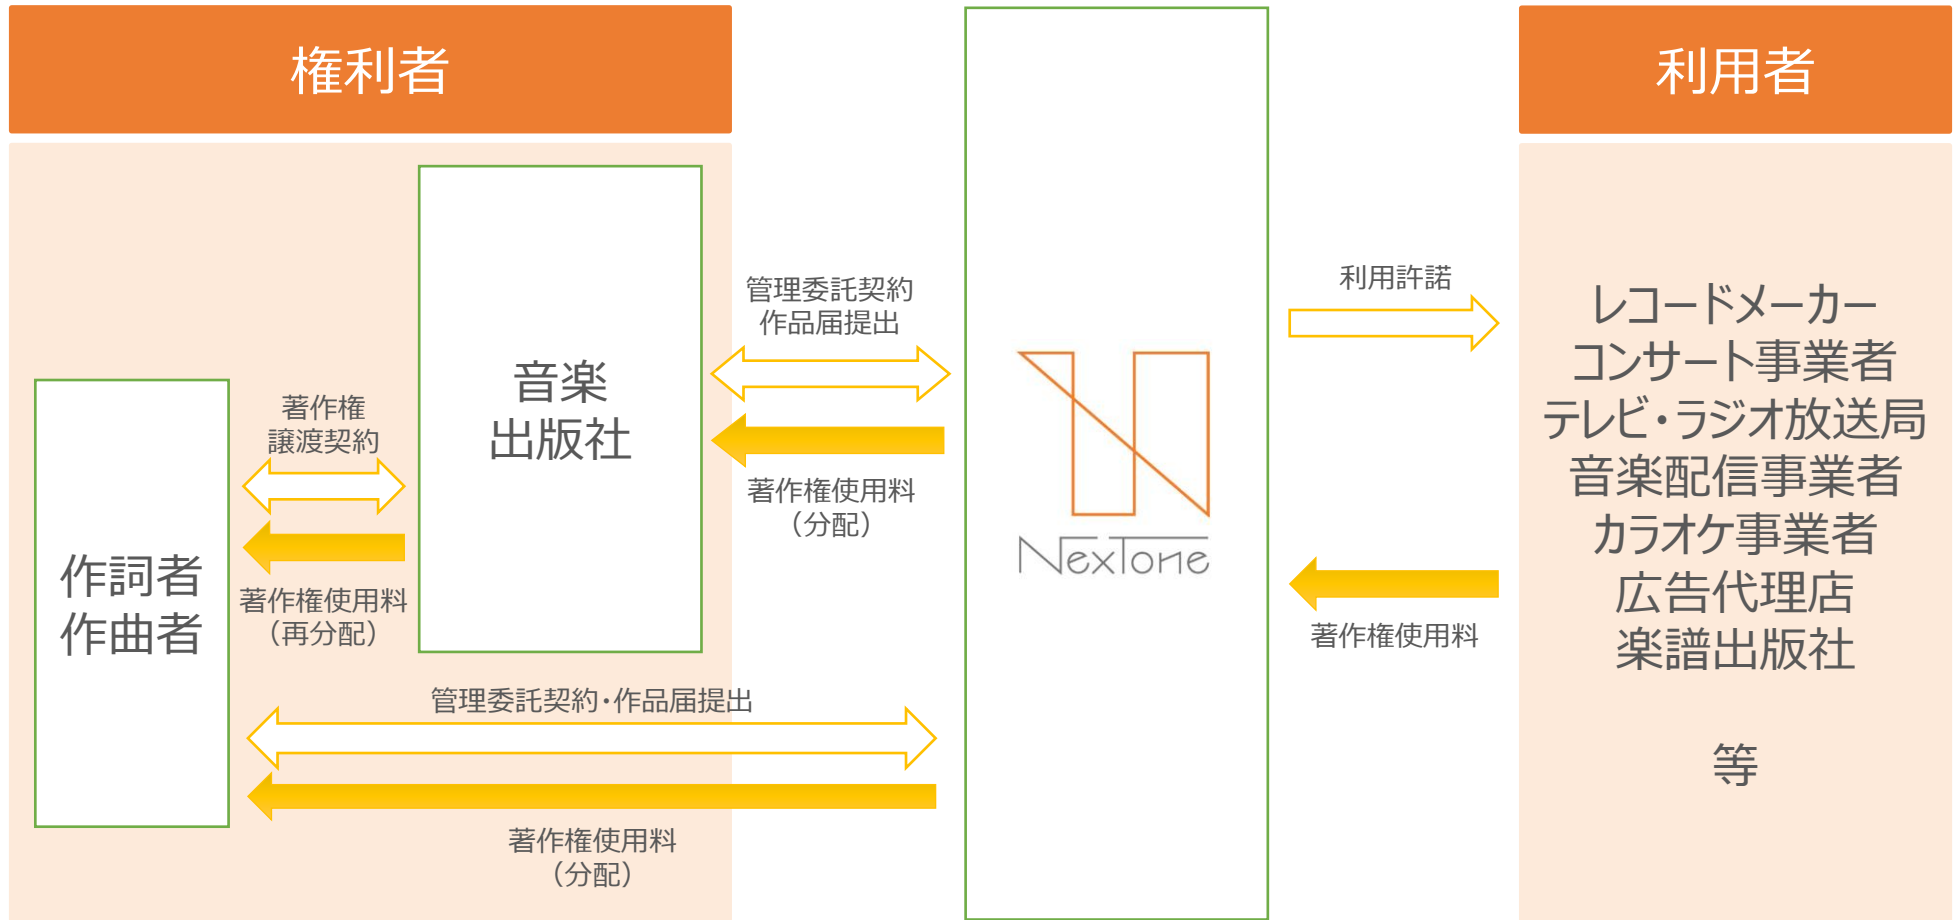 権利者
利用者
管理委託契約
作品届提出
利用許諾
音楽
出版社
著作権
譲渡契約
著作権使用料
（分配）
作詞者
作曲者
著作権使用料
（再分配）
NexTone
著作権使用料
レコードメーカー
コンサート事業者
テレビ・ラジオ放送局
音楽配信事業者
カラオケ事業者
広告代理店
楽譜出版社
等
管理委託契約・作品届提出
著作権使用料
（分配）